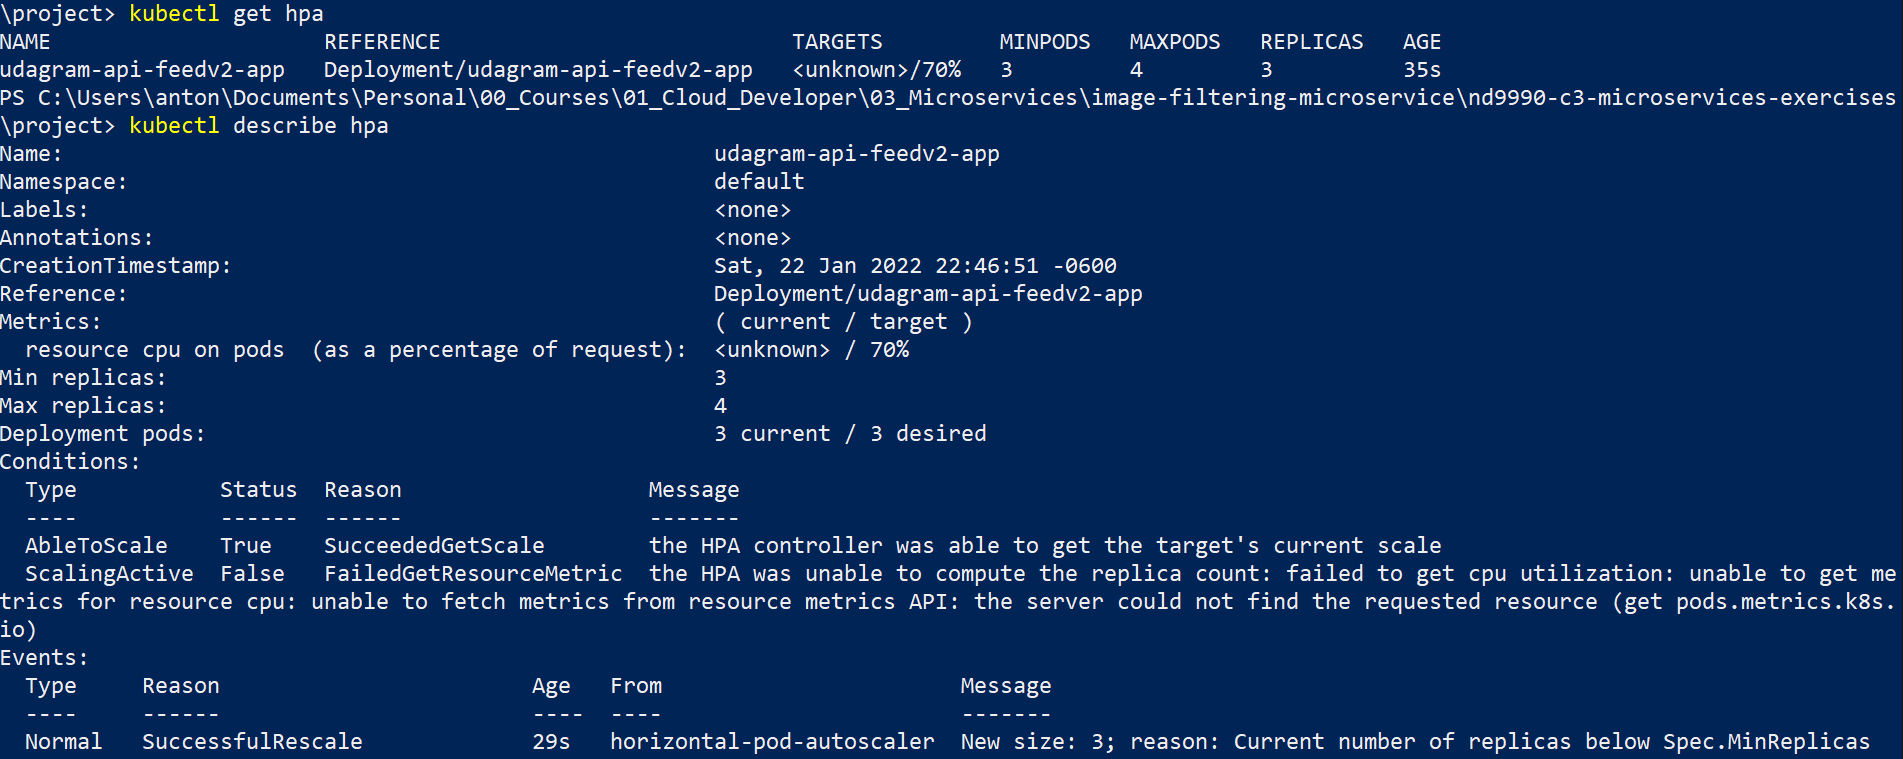 \project> kubectl get hpa
NAME                     REFERENCE                           TARGETS         MINPODS   MAXPODS   REPLICAS   AGE
udagram-api-feedv2-app   Deployment/udagram-api-feedv2-app   <unknown>/70%   3         4         3          35s
PS C:\Users\anton\Documents\Personal\00_Courses\01_Cloud_Developer\03_Microservices\image-filtering-microservice\nd9990-c3-microservices-exercises
\project> kubectl describe hpa
Name:                                                  udagram-api-feedv2-app
Namespace:                                             default
Labels:                                                <none>
Annotations:                                           <none>
CreationTimestamp:                                     Sat, 22 Jan 2022 22:46:51 -0600
Reference:                                             Deployment/udagram-api-feedv2-app
Metrics:                                               ( current / target )
  resource cpu on pods  (as a percentage of request):  <unknown> / 70%
Min replicas:                                          3
Max replicas:                                          4
Deployment pods:                                       3 current / 3 desired
Conditions:
  Type           Status  Reason                   Message
  ----           ------  ------                   -------
  AbleToScale    True    SucceededGetScale        the HPA controller was able to get the target's current scale
  ScalingActive  False   FailedGetResourceMetric  the HPA was unable to compute the replica count: failed to get cpu utilization: unable to get me
trics for resource cpu: unable to fetch metrics from resource metrics API: the server could not find the requested resource (get pods.metrics.k8s.
io)
Events:
  Type     Reason                        Age   From                       Message
  ----     ------                        ----  ----                       -------
  Normal   SuccessfulRescale             29s   horizontal-pod-autoscaler  New size: 3; reason: Current number of replicas below Spec.MinReplicas